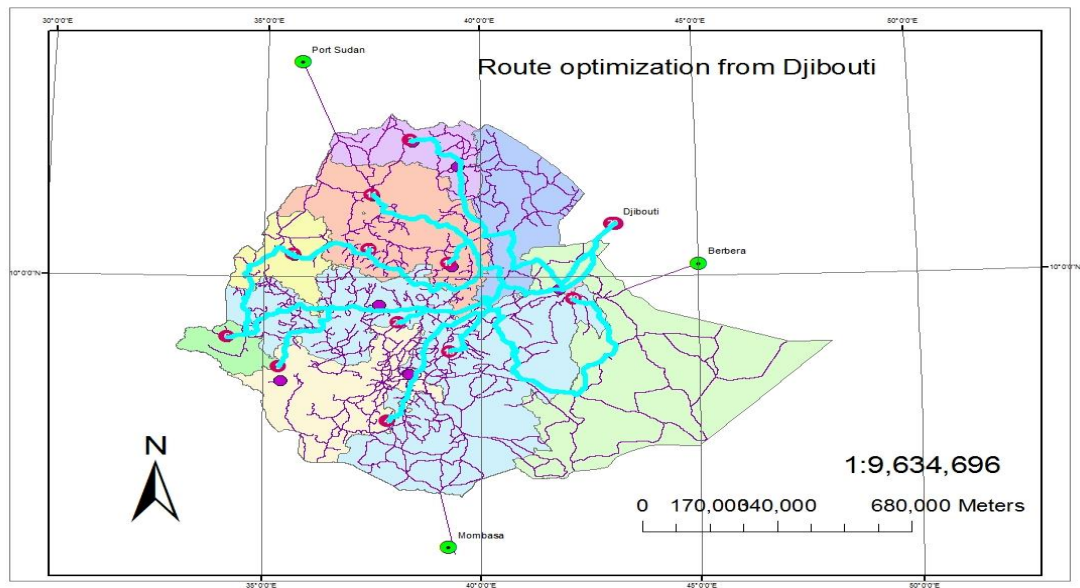 30°0'0"E 35°0'0"E 40°0'0"E 45°0'0"E 50°0'0"E
Port Sudan
Route optimization from Djibouti
Djibouti
Berbera
10°0'0"N 10°0'0"N
N
1:9,634,696
0 170,000 340,000 680,000 Meters
Mombasa
35°0'0"E 40°0'0"E 45°0'0"E 50°0'0"E